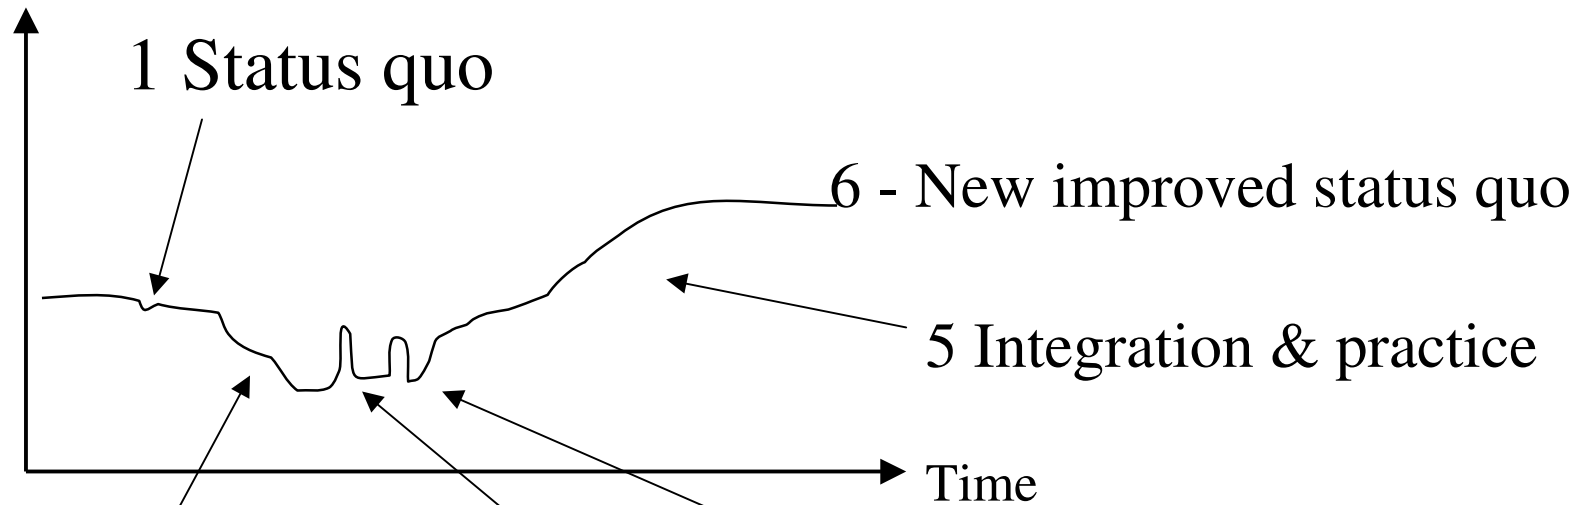 1 Status quo
6 - New improved status quo
5 Integration & practice
Time